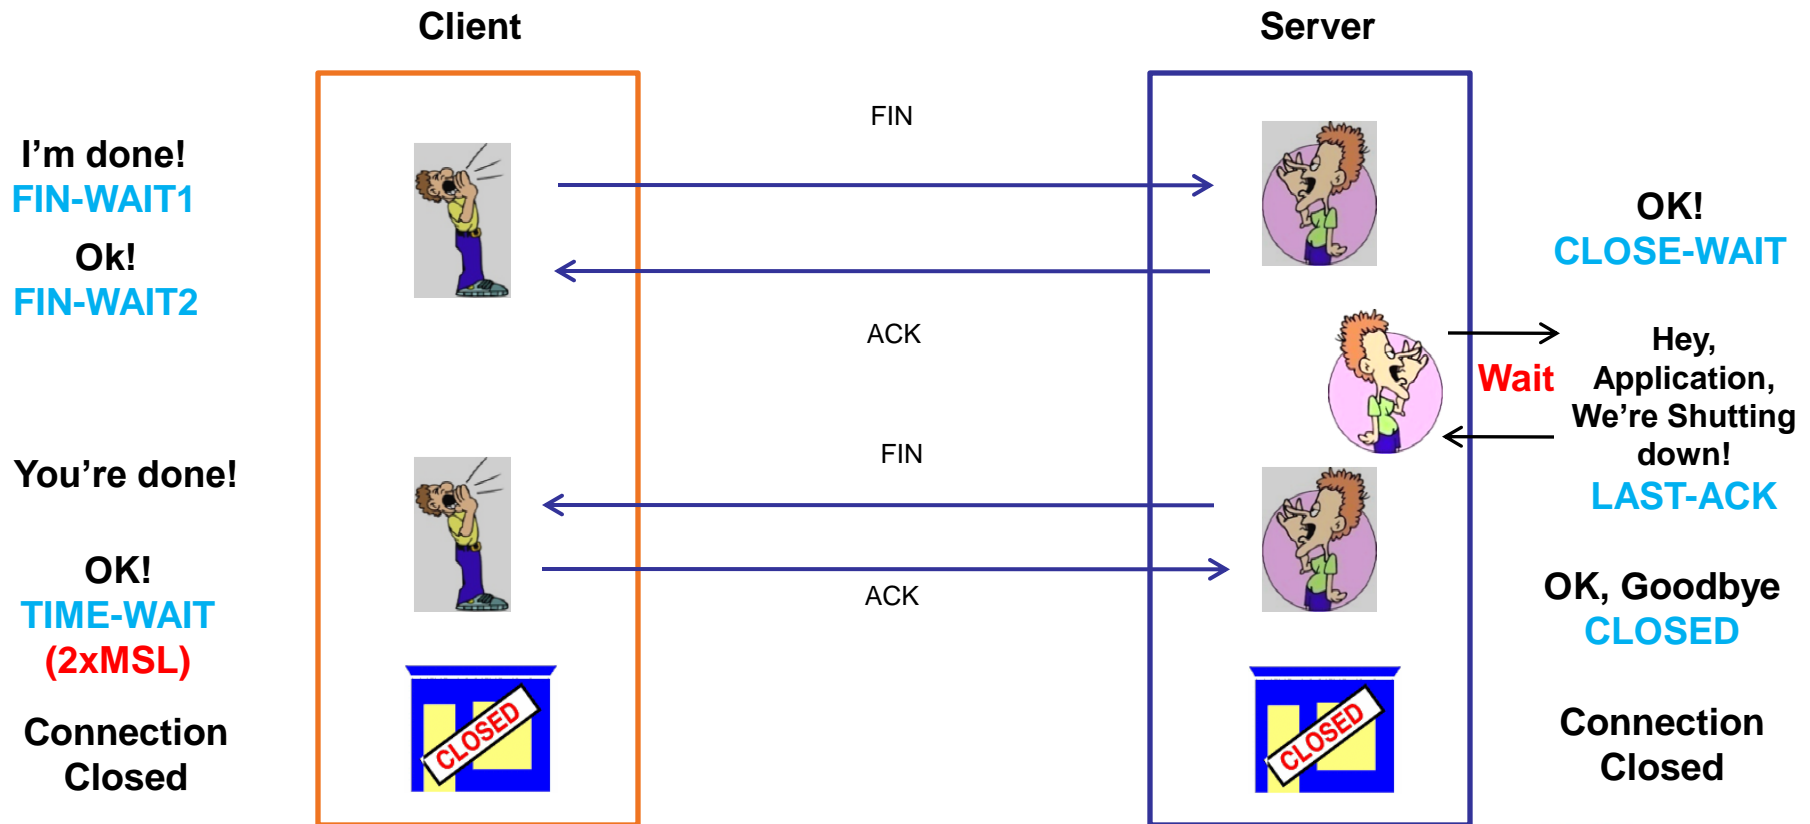 Client
Server
FIN
I'm done!
FIN-WAIT1
OK!
CLOSE-WAIT
Ok!
FIN-WAIT2
ACK
Hey,
Application,
We're Shutting
down!
Wait
LAST-ACK
FIN
You're done!
OK!
TIME-WAIT
(2xMSL)
ACK
OK, Goodbye
CLOSED
CLOSED
CLOSED
Connection
Closed
Connection
Closed